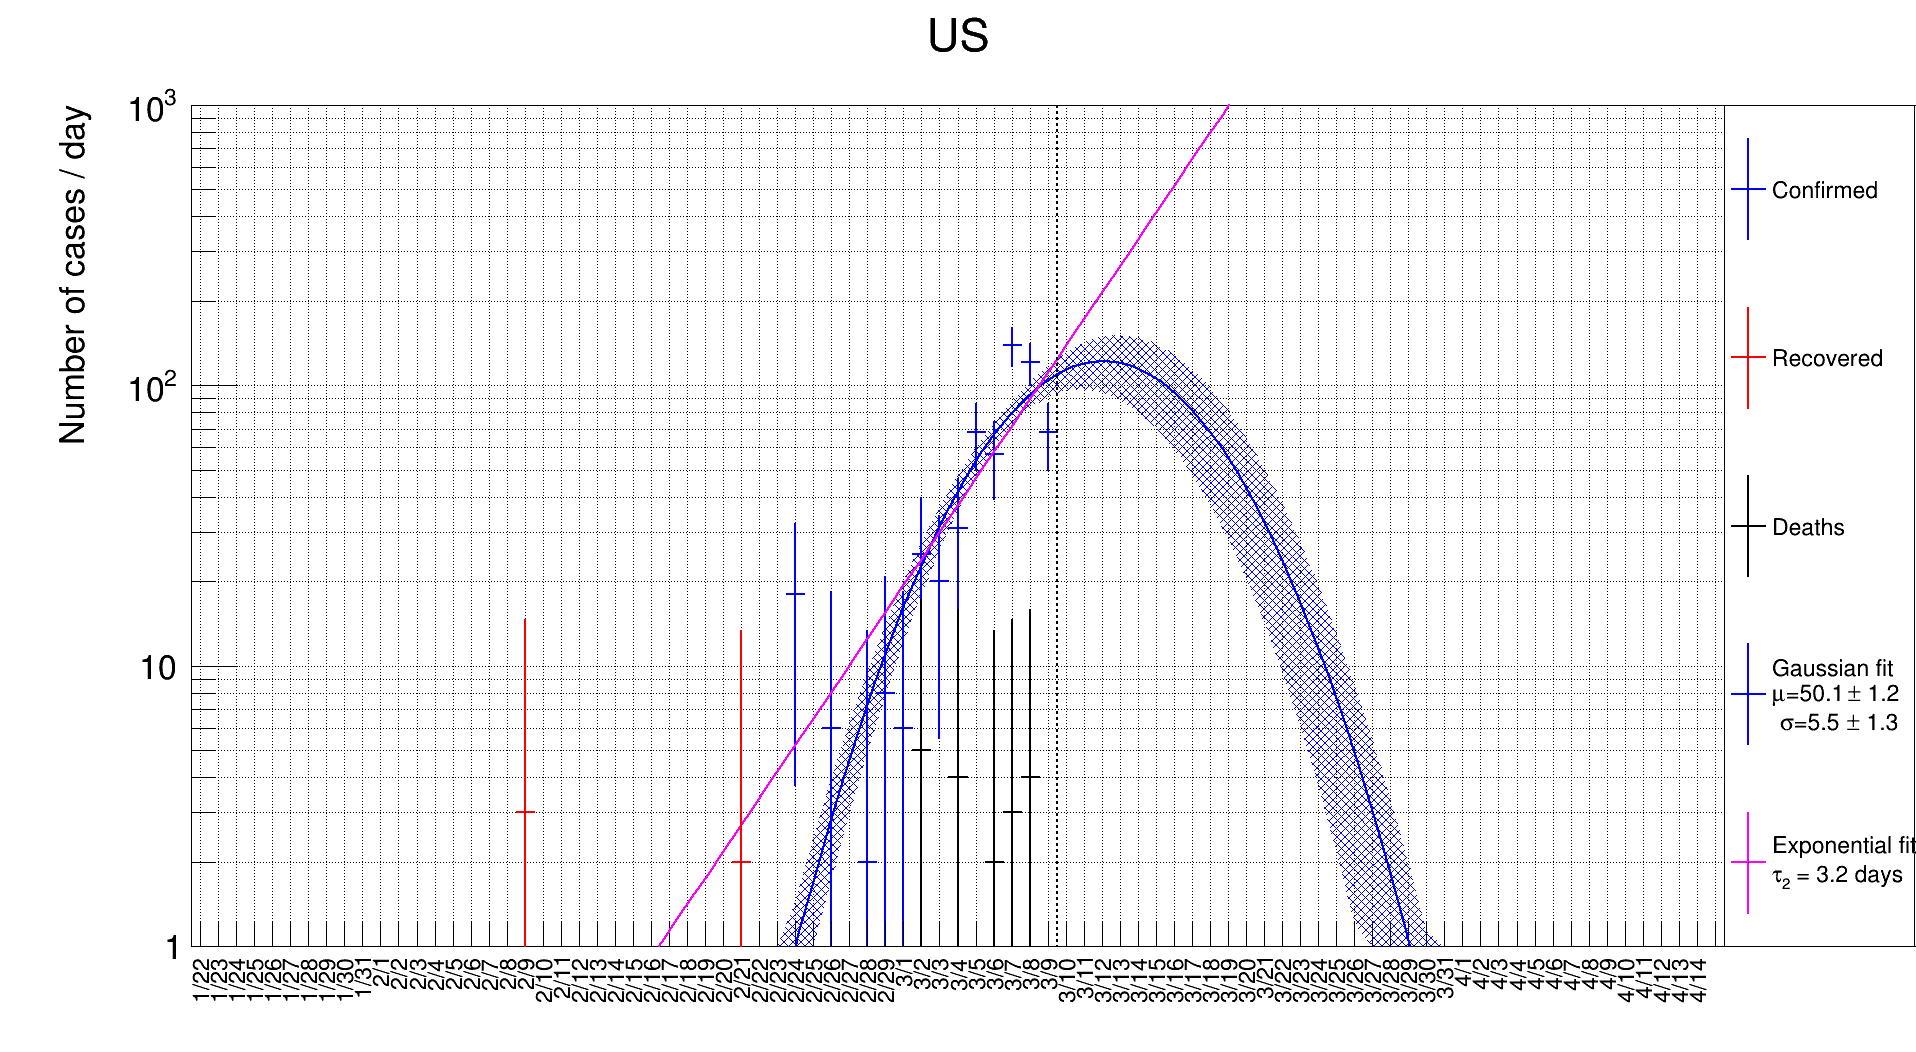 US
Number of cases / day
10³
10²
10
1
1/22 1/23 1/24 1/25 1/26 1/27 1/28 1/29 1/30 1/31 2/1 2/2 2/3 2/4 2/5 2/6 2/7 2/8 2/9 2/10 2/11 2/12 2/13 2/14 2/15 2/16 2/17 2/18 2/19 2/20 2/21 2/22 2/23 2/24 2/25 2/26 2/27 2/28 2/29 3/1 3/2 3/3 3/4 3/5 3/6 3/7 3/8 3/9 3/10 3/11 3/12 3/13 3/14 3/15 3/16 3/17 3/18 3/19 3/20 3/21 3/22 3/23 3/24 3/25 3/26 3/27 3/28 3/29 3/30 3/31 4/1 4/2 4/3 4/4 4/5 4/6 4/7 4/8 4/9 4/10 4/11 4/12 4/13 4/14
Confirmed
Recovered
Deaths
Gaussian fit
μ=50.1 ± 1.2
σ=5.5 ± 1.3
Exponential fit
τ₂ = 3.2 days